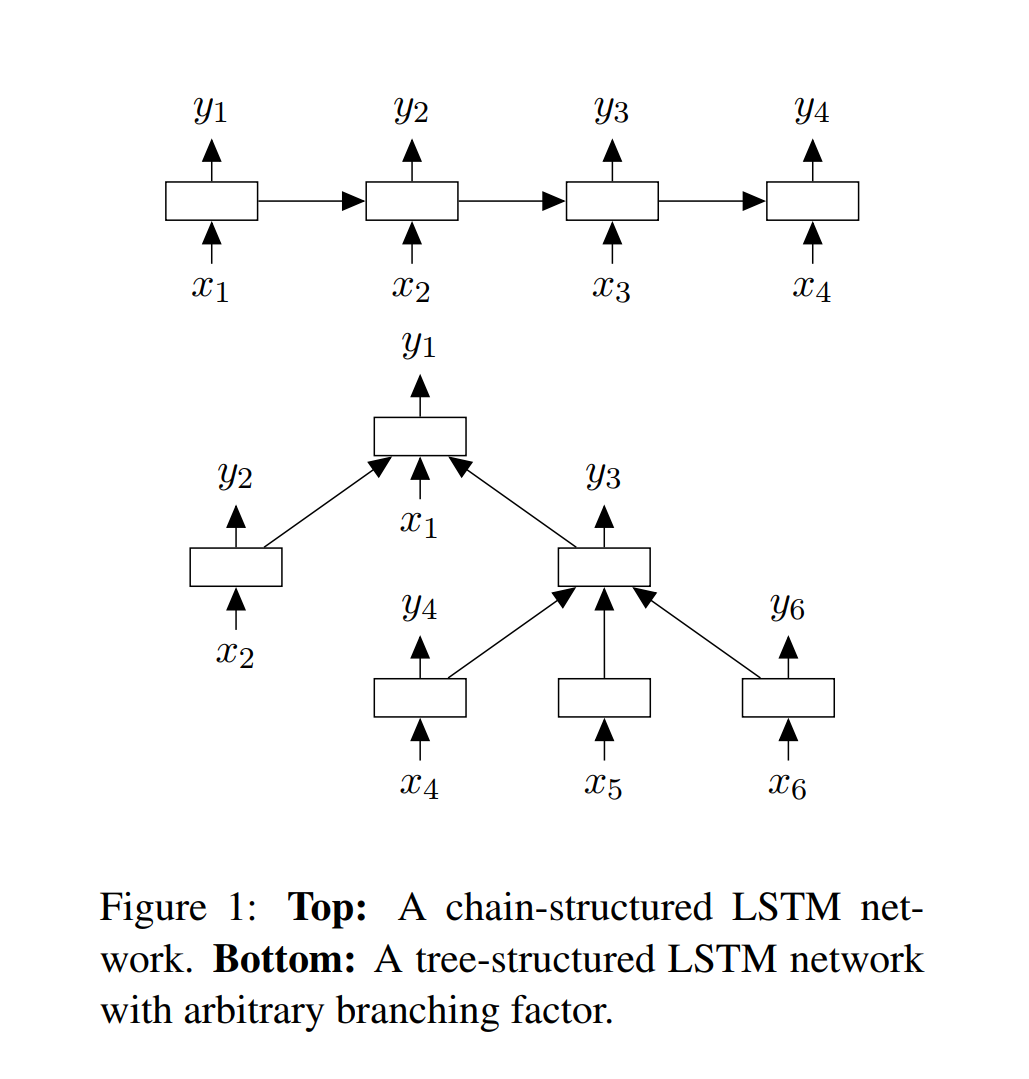 y1 y2 y3 y4
x1 x2 x3 x4
y1
y2 y3
x1
y4 y6
x2
x4 x5 x6
Figure 1: Top: A chain-structured LSTM net-
work. Bottom: A tree-structured LSTM network
with arbitrary branching factor.